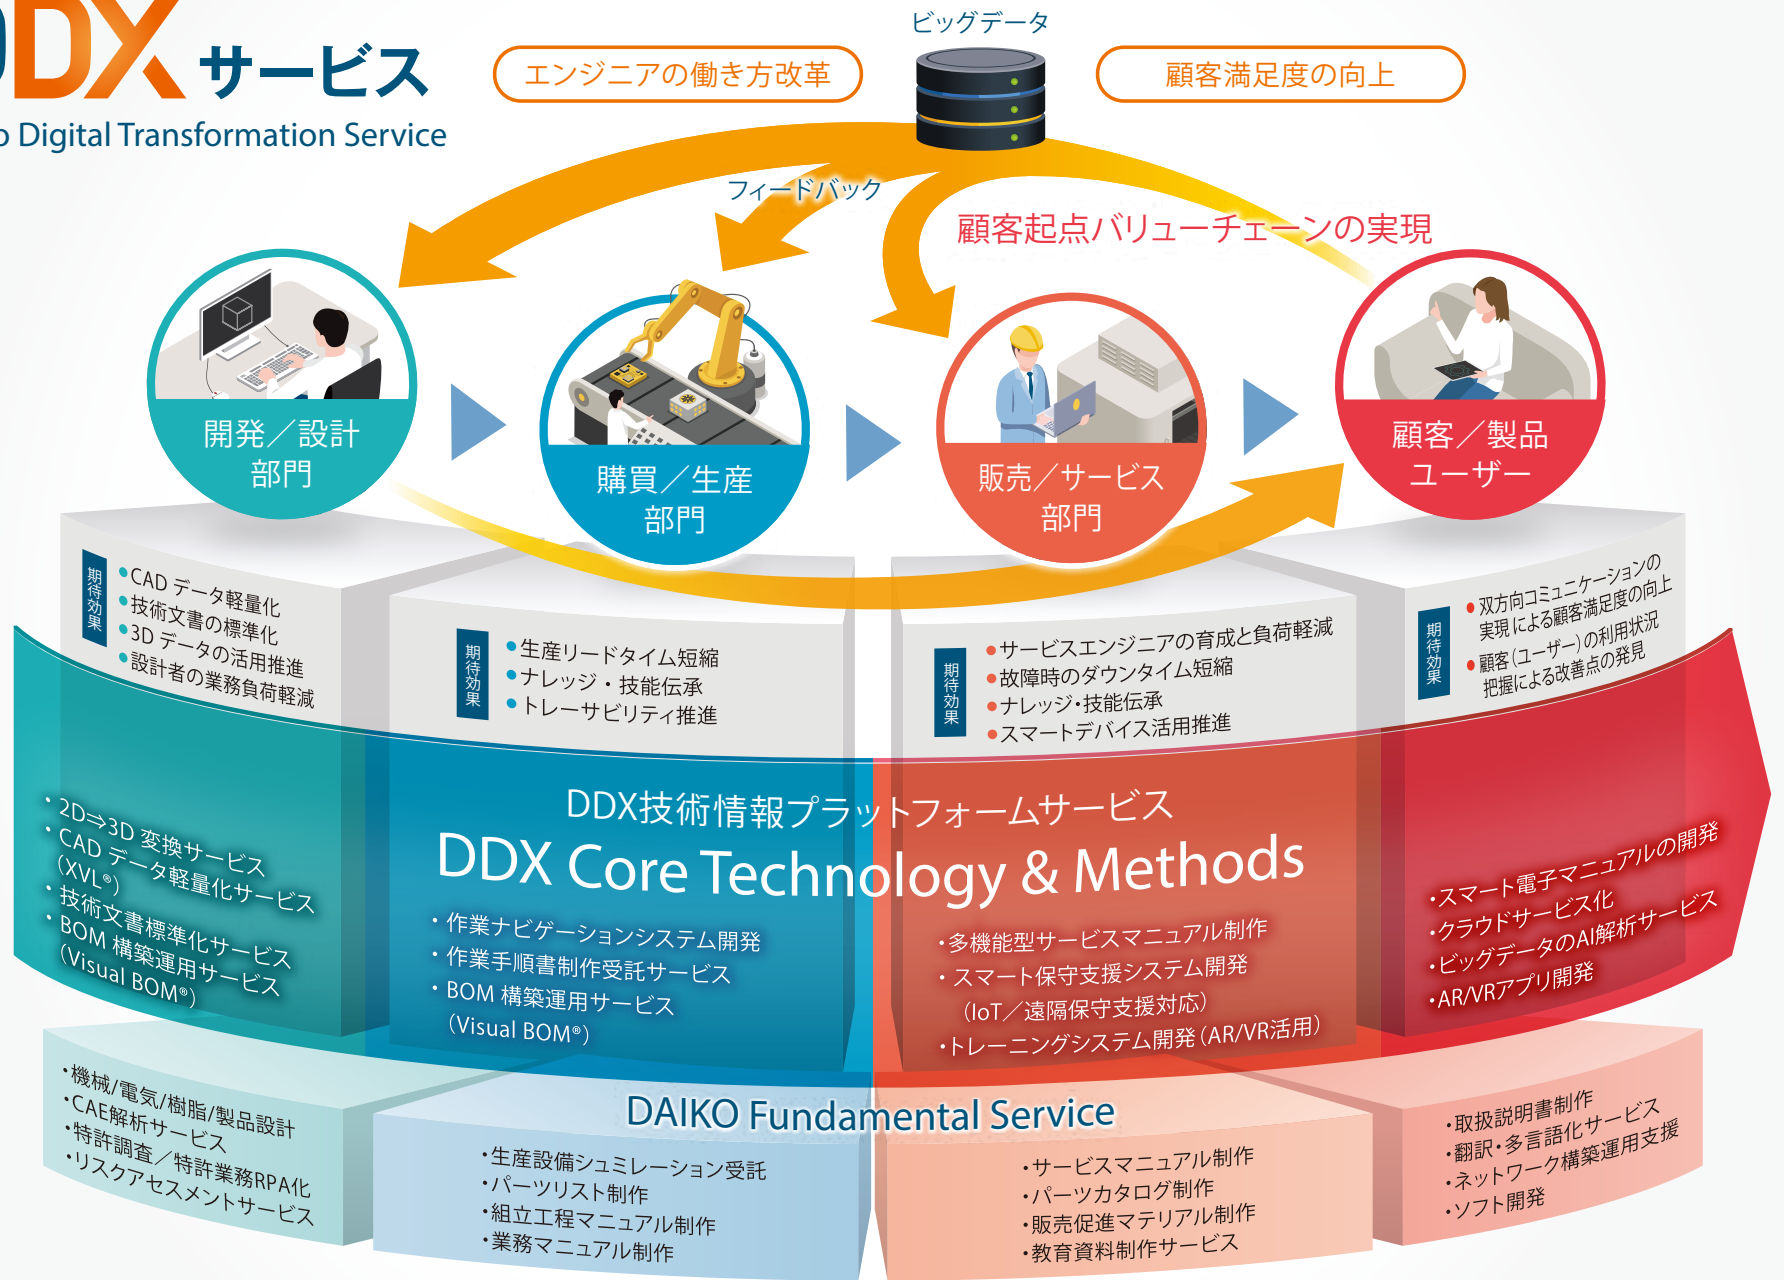 DDX サービス
Digital Transformation Service
エンジニアの働き方改革
ビッグデータ
顧客満足度の向上
フィードバック
顧客起点バリューチェーンの実現
開発／設計
部門
購買／生産
部門
販売／サービス
部門
顧客／製品
ユーザー
期待効果
●CAD データ軽量化
●技術文書の標準化
●3D データの活用推進
●設計者の業務負荷軽減
期待効果
●生産リードタイム短縮
●ナレッジ・技能伝承
●トレーサビリティ推進
期待効果
●サービスエンジニアの育成と負荷軽減
●故障時のダウンタイム短縮
●ナレッジ・技能伝承
●スマートデバイス活用推進
期待効果
●双方向コミュニケーションの
実現による顧客満足度の向上
●顧客（ユーザー）の利用状況
把握による改善点の発見
DDX技術情報プラットフォームサービス
DDX Core Technology & Methods
・2D⇒3D 変換サービス
・CAD データ軽量化サービス
（XVL®）
・技術文書標準化サービス
・BOM 構築運用サービス
（Visual BOM®）
・作業ナビゲーションシステム開発
・作業手順書制作受託サービス
・BOM 構築運用サービス
（Visual BOM®）
・多機能型サービスマニュアル制作
・スマート保守支援システム開発
（IoT／遠隔保守支援対応）
・トレーニングシステム開発（AR/VR活用）
・スマート電子マニュアルの開発
・クラウドサービス化
・ビッグデータのAI解析サービス
・AR/VRアプリ開発
DAIKO Fundamental Service
・機械/電気/樹脂/製品設計
・CAE解析サービス
・特許調査／特許業務RPA化
・リスクアセスメントサービス
・生産設備シュミレーション受託
・パーツリスト制作
・組立工程マニュアル制作
・業務マニュアル制作
・サービスマニュアル制作
・パーツカタログ制作
・販売促進マテリアル制作
・教育資料制作サービス
・取扱説明書制作
・翻訳・多言語化サービス
・ネットワーク構築運用支援
・ソフト開発